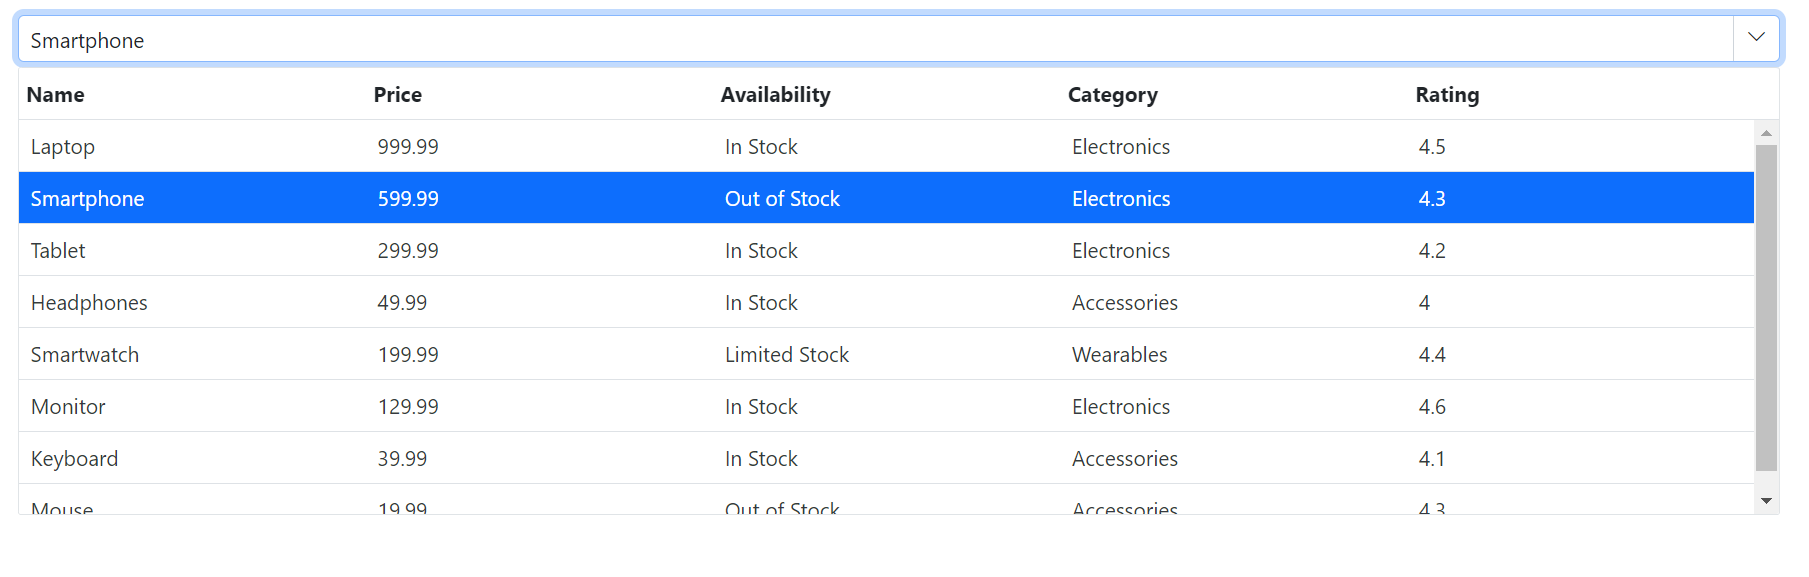 Smartphone
Name Price Availability Category Rating
Laptop 999.99 In Stock Electronics 4.5
Smartphone 599.99 Out of Stock Electronics 4.3
Tablet 299.99 In Stock Electronics 4.2
Headphones 49.99 In Stock Accessories 4
Smartwatch 199.99 Limited Stock Wearables 4.4
Monitor 129.99 In Stock Electronics 4.6
Keyboard 39.99 In Stock Accessories 4.1
Mouse 19.99 Out of Stock Accessories 4.3